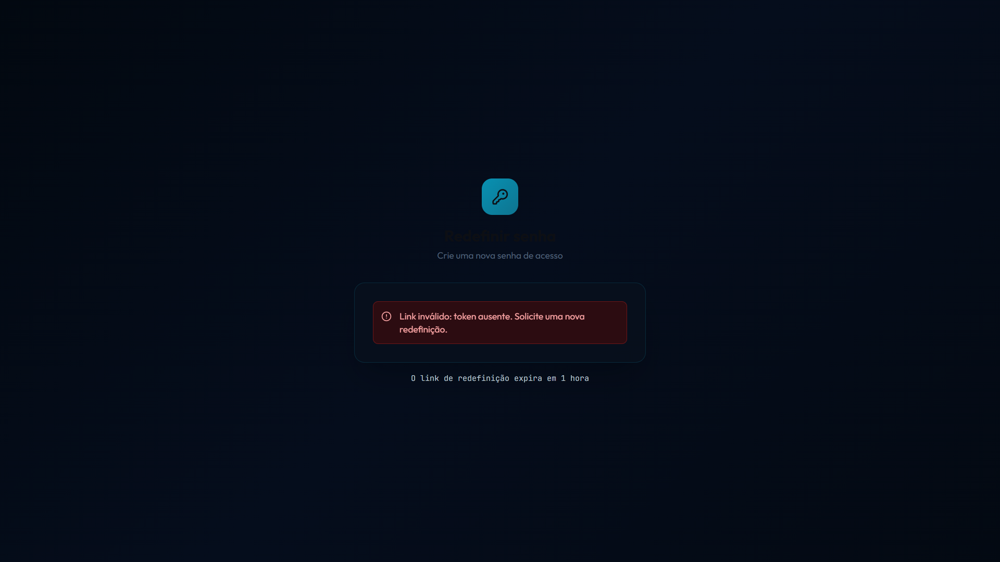 Redefinir senha
Crie uma nova senha de acesso
Link inválido: token ausente. Solicite uma nova
redefinição.
O link de redefinição expira em 1 hora